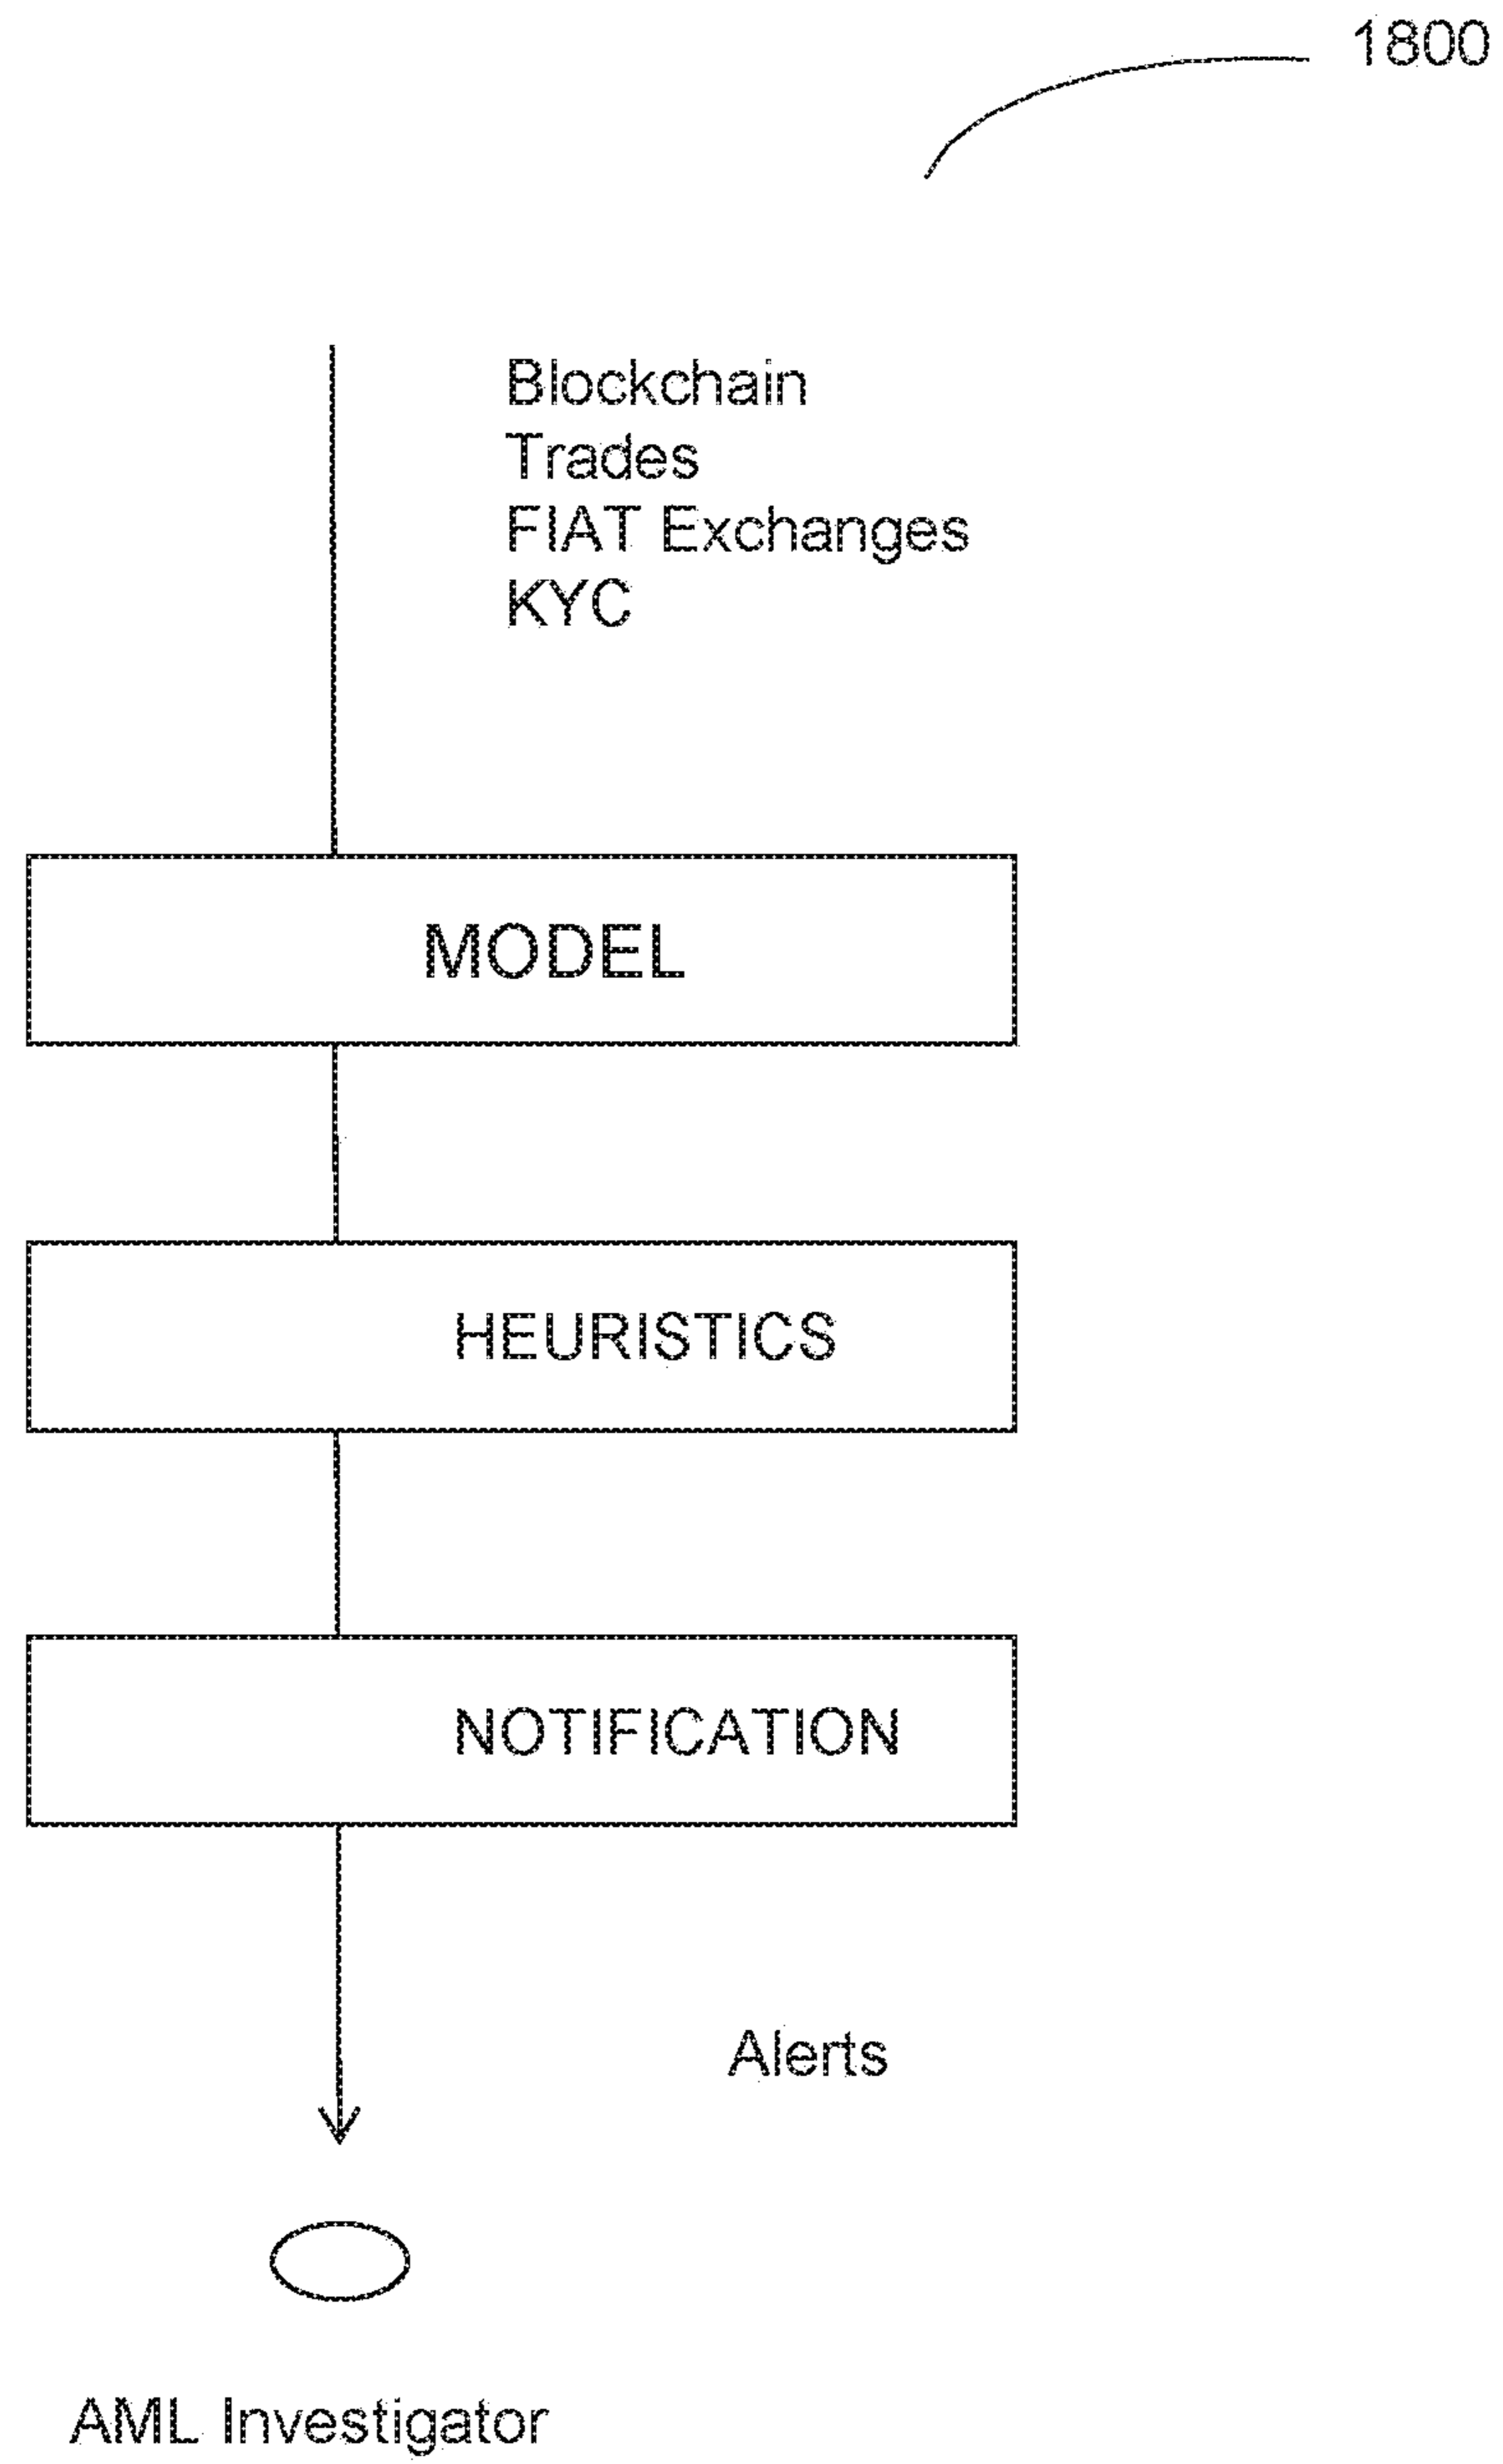 1800
Blockchain
Trades
FIAT Exchanges
KYC
MODEL
HEURISTICS
NOTIFICATION
Alerts
AML Investigator